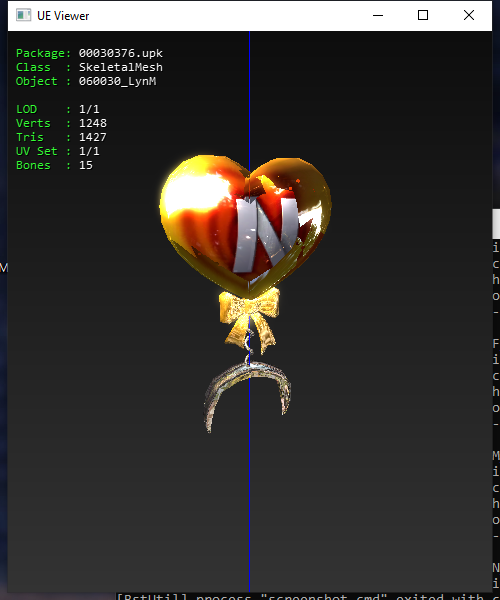 UE Viewer
Package: 00030376.upk
Class : SkeletalMesh
Object : 060030_LynM
LOD : 1/1
Verts : 1248
Tris : 1427
UV Set : 1/1
Bones : 15
N
M
i
c
h
o
-
F
i
c
h
o
-
M
i
c
h
o
-
N
i
[BstUtil] process "screenshot.cmd" exited with c